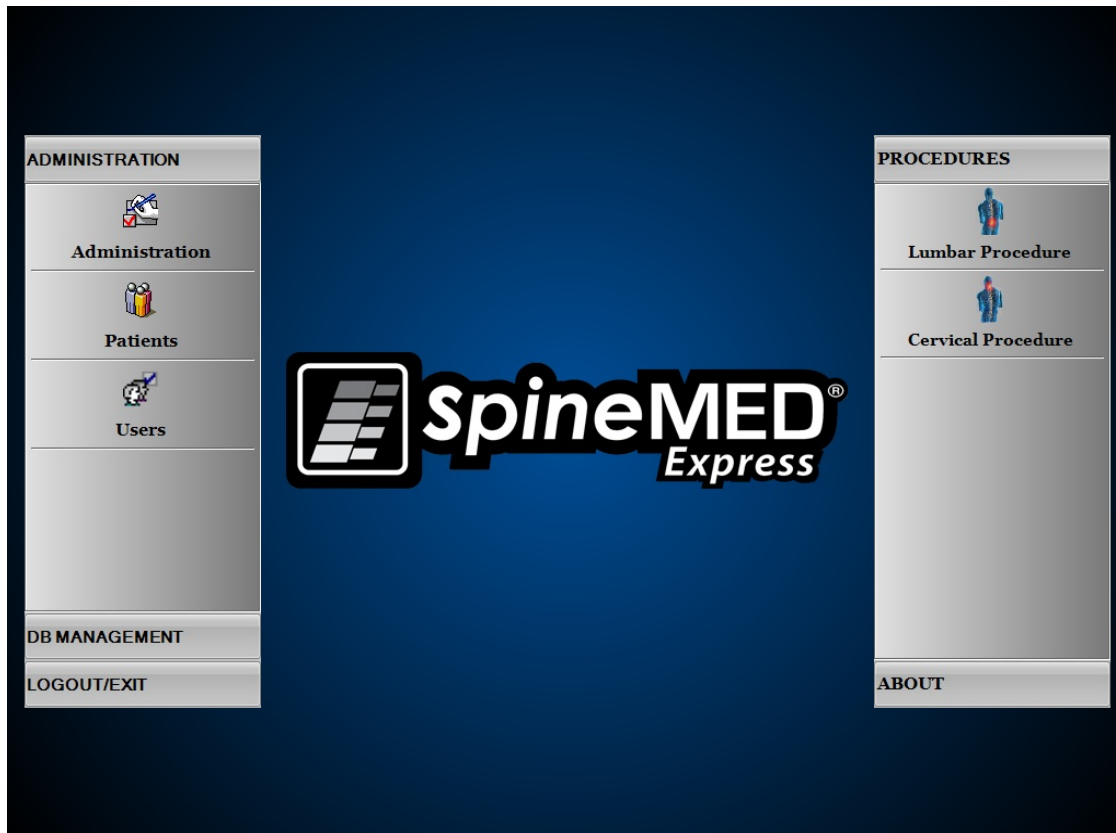 ADMINISTRATION
Administration
Patients
Users
DB MANAGEMENT
LOGOUT/EXIT
SpineMED®
Express
PROCEDURES
Lumbar Procedure
Cervical Procedure
ABOUT